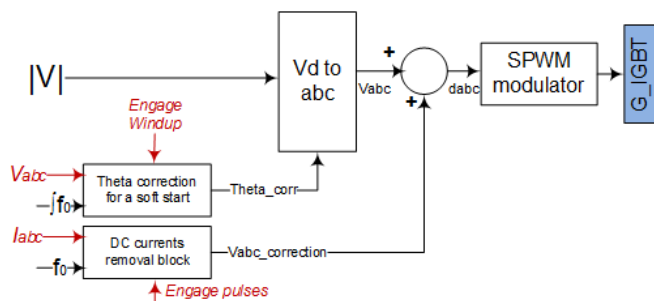 |V|
Vd to
abc
+
Vabc
+
dabc
SPWM
modulator
G_IGBT
Engage
Windup
Vabc
∫f0
Theta correction
for a soft start
Theta_corr
Iabc
f0
DC currents
removal block
Vabc_correction
Engage pulses